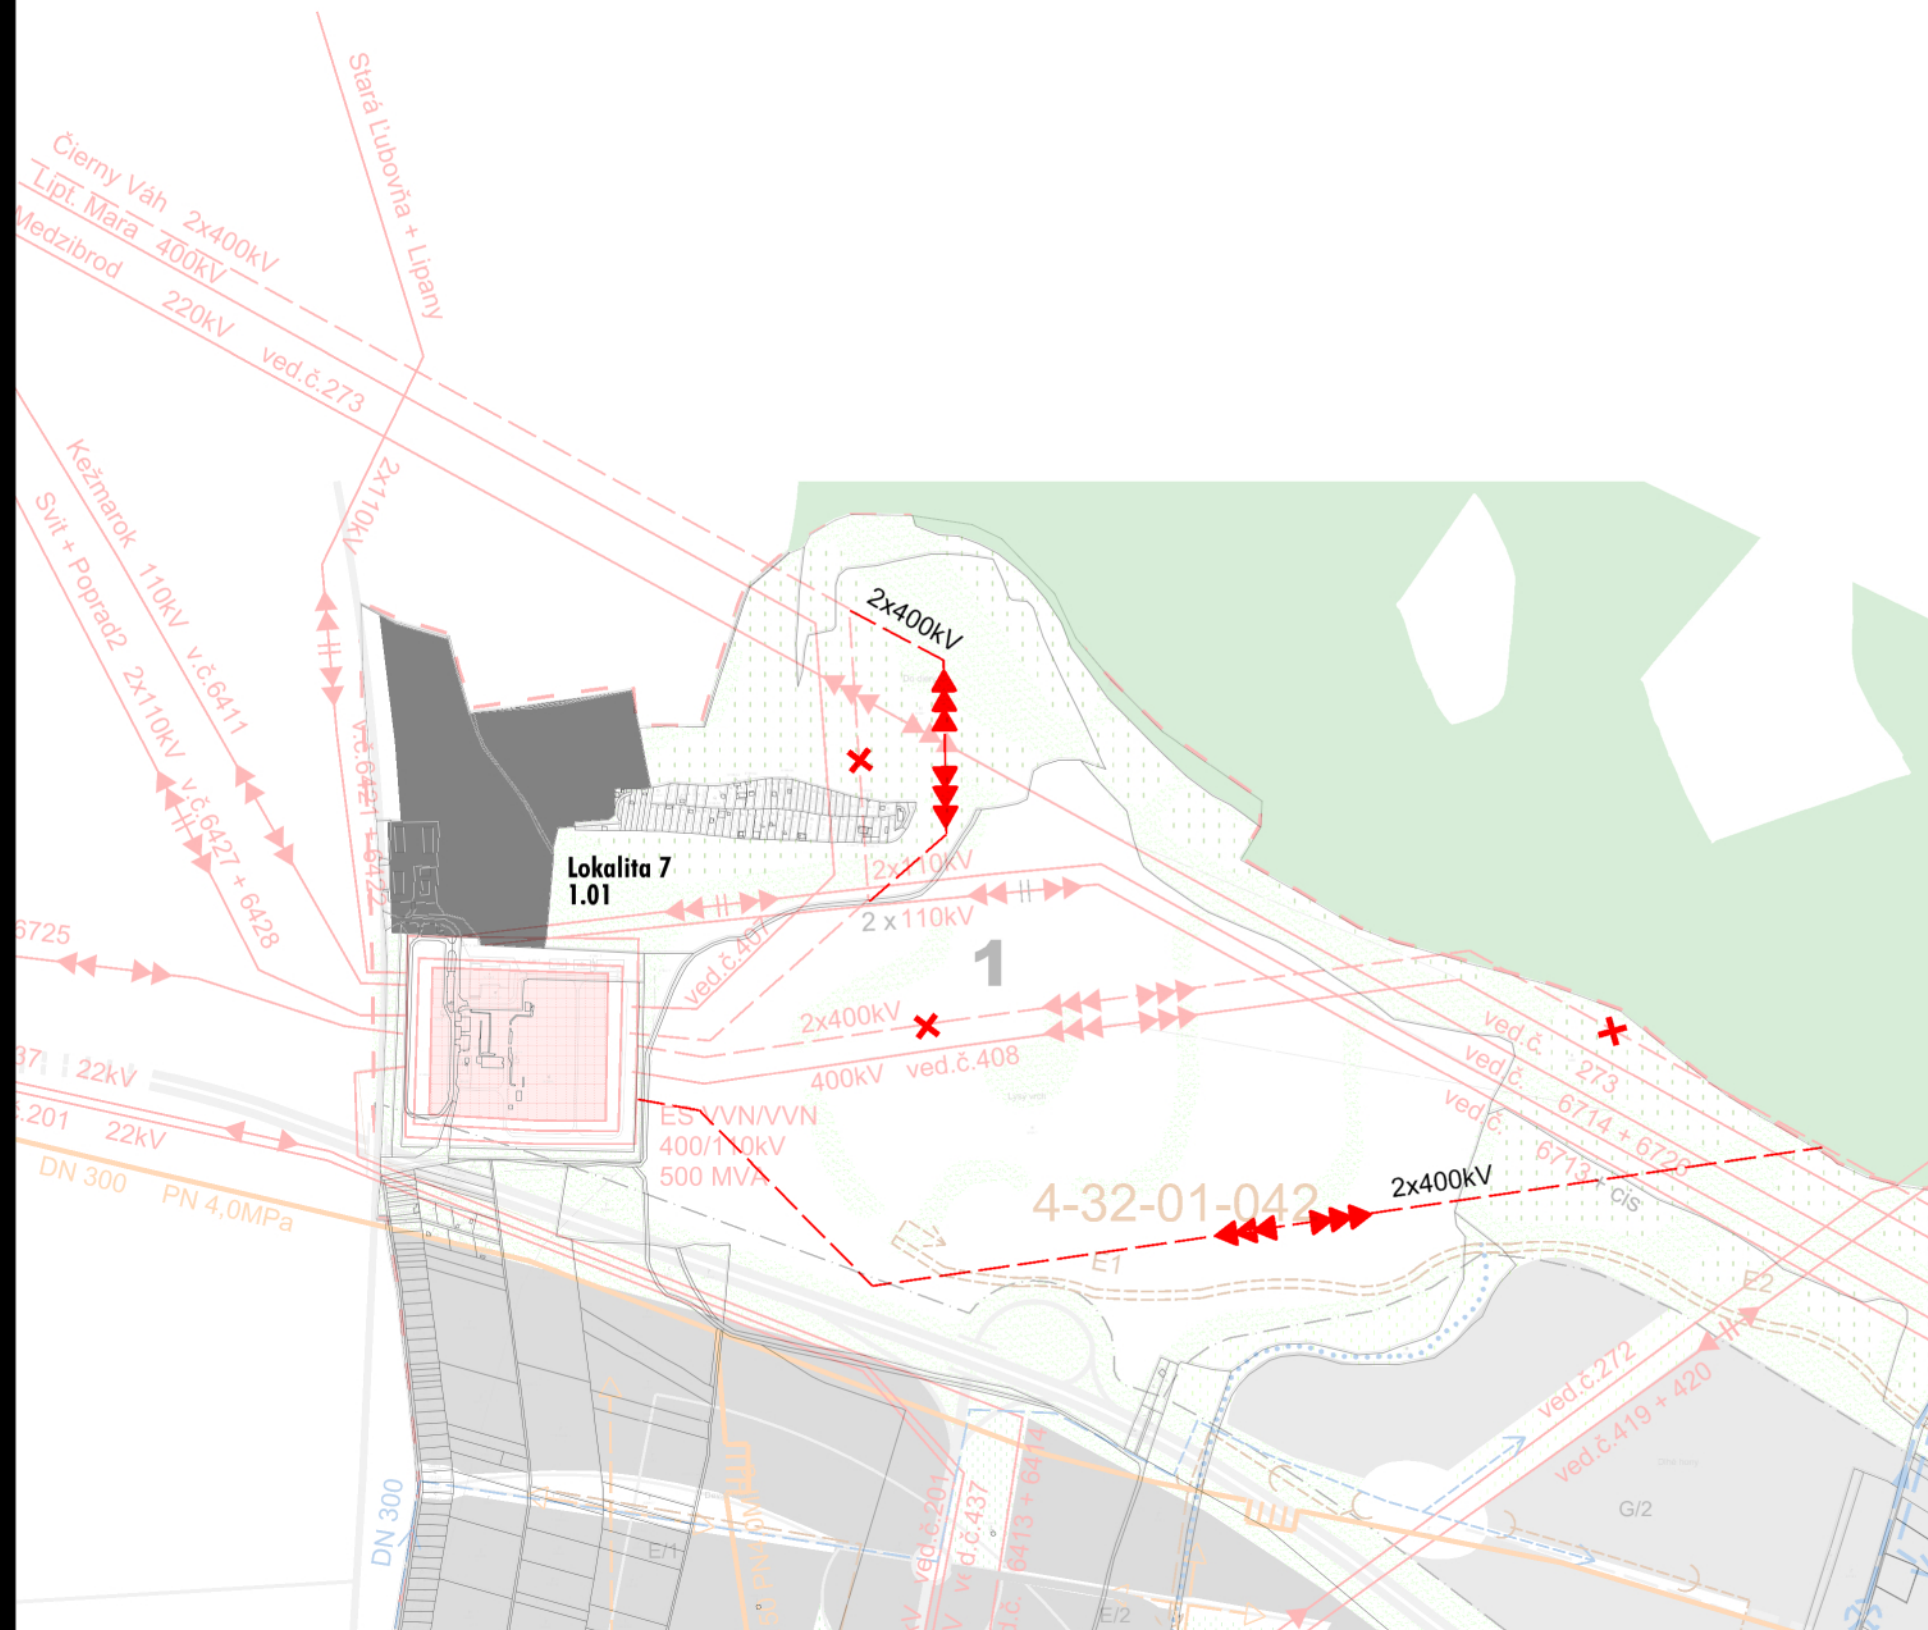 Stará Ľubovňa + Lipany
Čierny Váh 2x400kV
Lipt. Mara 400kV
Medzibrod 220kV ved.č.273
2x110kV
Kežmarok 110kV v.č.6411
Svit + Poprad2 2x110kV v.č.6427 + 6428
v.č.6421 + 6422
2x400kV
Lokalita 7
1.01
2x110kV
2 x 110kV
ved.č.407
1
6725
2x400kV
400kV ved.č.408
ved.č. 273
ved.č. 6714 + 6726
ved.č. 6713 + cis
37 22kV
č.201 22kV
ES VVN/VVN
400/110kV
500 MVA
DN 300 PN 4,0MPa
4-32-01-042
2x400kV
E1
E2
ved.č.272
ved.č.419 + 420
DN 300
ved.č.201
ved.č.437
6413 + 6414
E/1
E/2
G/2